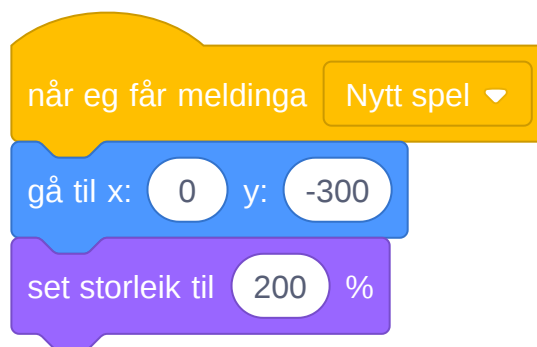 når eg får meldinga Nytt spel
gå til x: 0 y: -300
set storleik til 200 %